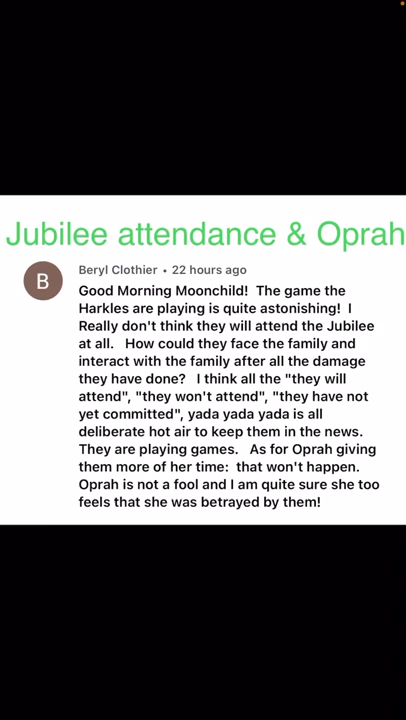 Jubilee attendance & Oprah
B
Beryl Clothier • 22 hours ago
Good Morning Moonchild!  The game the
Harkles are playing is quite astonishing!  I
Really don't think they will attend the Jubilee
at all.   How could they face the family and
interact with the family after all the damage
they have done?   I think all the "they will
attend", "they won't attend", "they have not
yet committed", yada yada yada is all
deliberate hot air to keep them in the news.
They are playing games.   As for Oprah giving
them more of her time:  that won't happen.
Oprah is not a fool and I am quite sure she too
feels that she was betrayed by them!